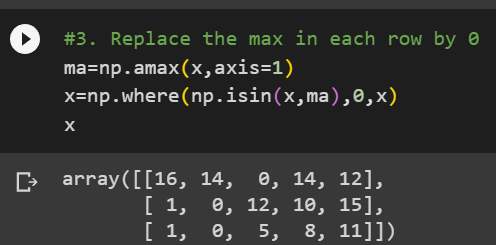 #3. Replace the max in each row by 0
ma=np.amax(x,axis=1)
x=np.where(np.isin(x,ma),0,x)
x
array([[16, 14,  0, 14, 12],
       [ 1,  0, 12, 10, 15],
       [ 1,  0,  5,  8, 11]])